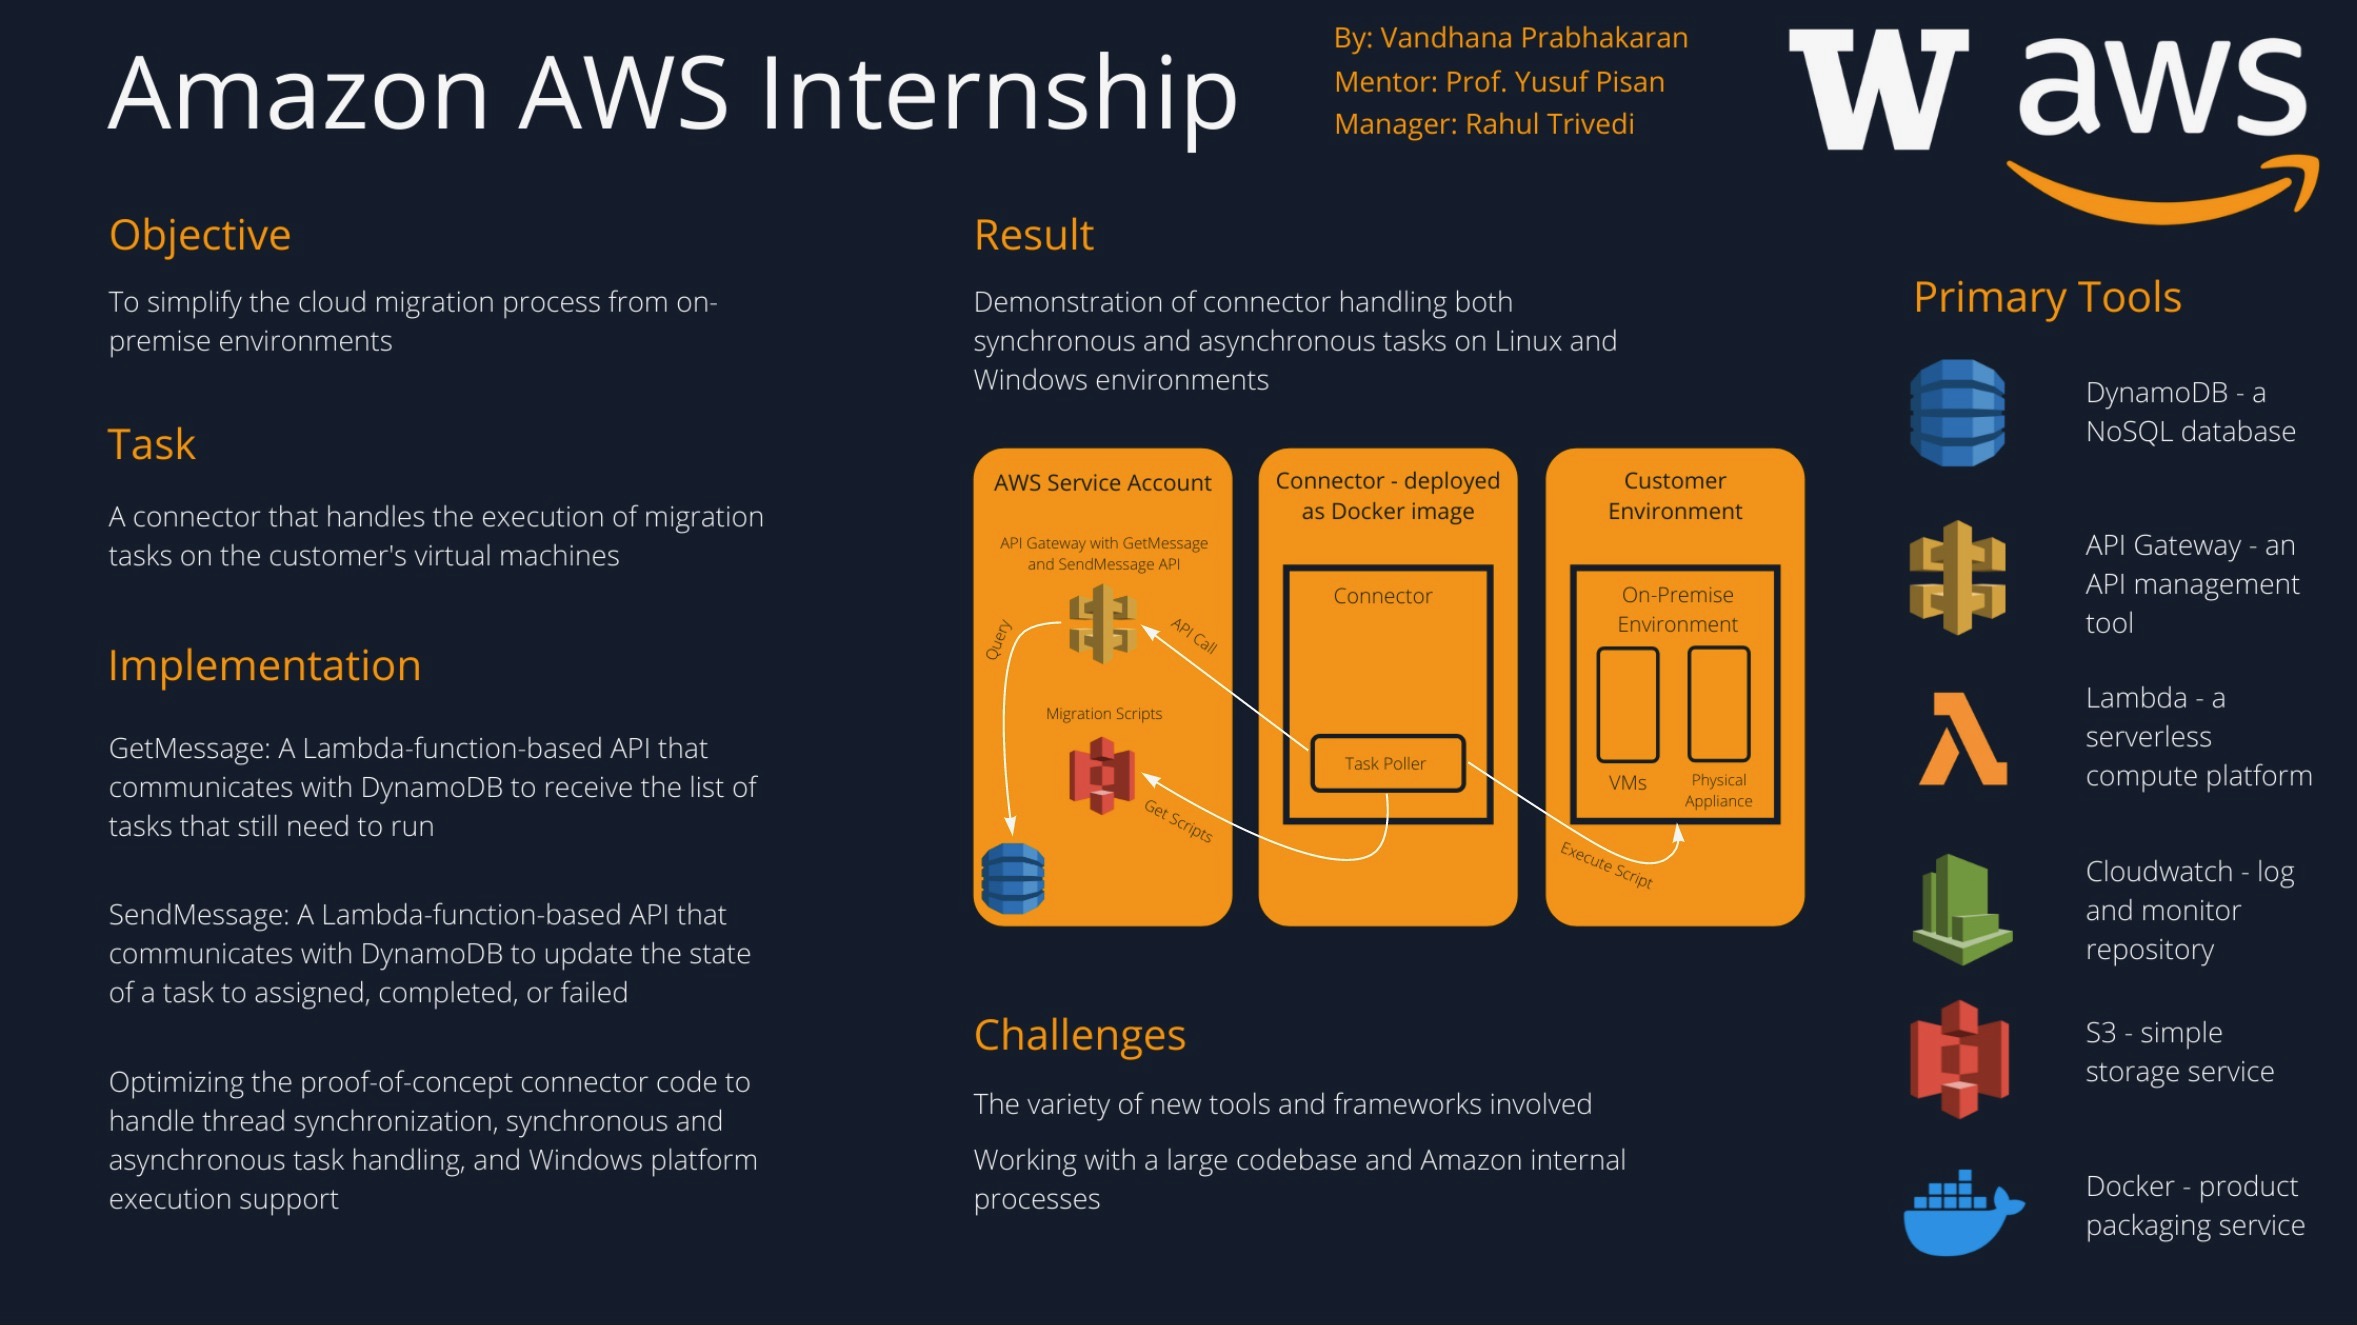 Amazon AWS Internship
By: Vandhana Prabhakaran
Mentor: Prof. Yusuf Pisan
Manager: Rahul Trivedi
W aws
Objective
To simplify the cloud migration process from on-
premise environments
Task
A connector that handles the execution of migration
tasks on the customer's virtual machines
Implementation
GetMessage: A Lambda-function-based API that
communicates with DynamoDB to receive the list of
tasks that still need to run
SendMessage: A Lambda-function-based API that
communicates with DynamoDB to update the state
of a task to assigned, completed, or failed
Optimizing the proof-of-concept connector code to
handle thread synchronization, synchronous and
asynchronous task handling, and Windows platform
execution support
Result
Demonstration of connector handling both
synchronous and asynchronous tasks on Linux and
Windows environments
AWS Service Account
API Gateway with GetMessage
and SendMessage API
Query
API Call
Migration Scripts
Get Scripts
Connector - deployed
as Docker image
Connector
Task Poller
Customer
Environment
On-Premise
Environment
VMs
Physical
Appliance
Execute Script
Challenges
The variety of new tools and frameworks involved
Working with a large codebase and Amazon internal
processes
Primary Tools
DynamoDB - a
NoSQL database
API Gateway - an
API management
tool
Lambda - a
serverless
compute platform
Cloudwatch - log
and monitor
repository
S3 - simple
storage service
Docker - product
packaging service